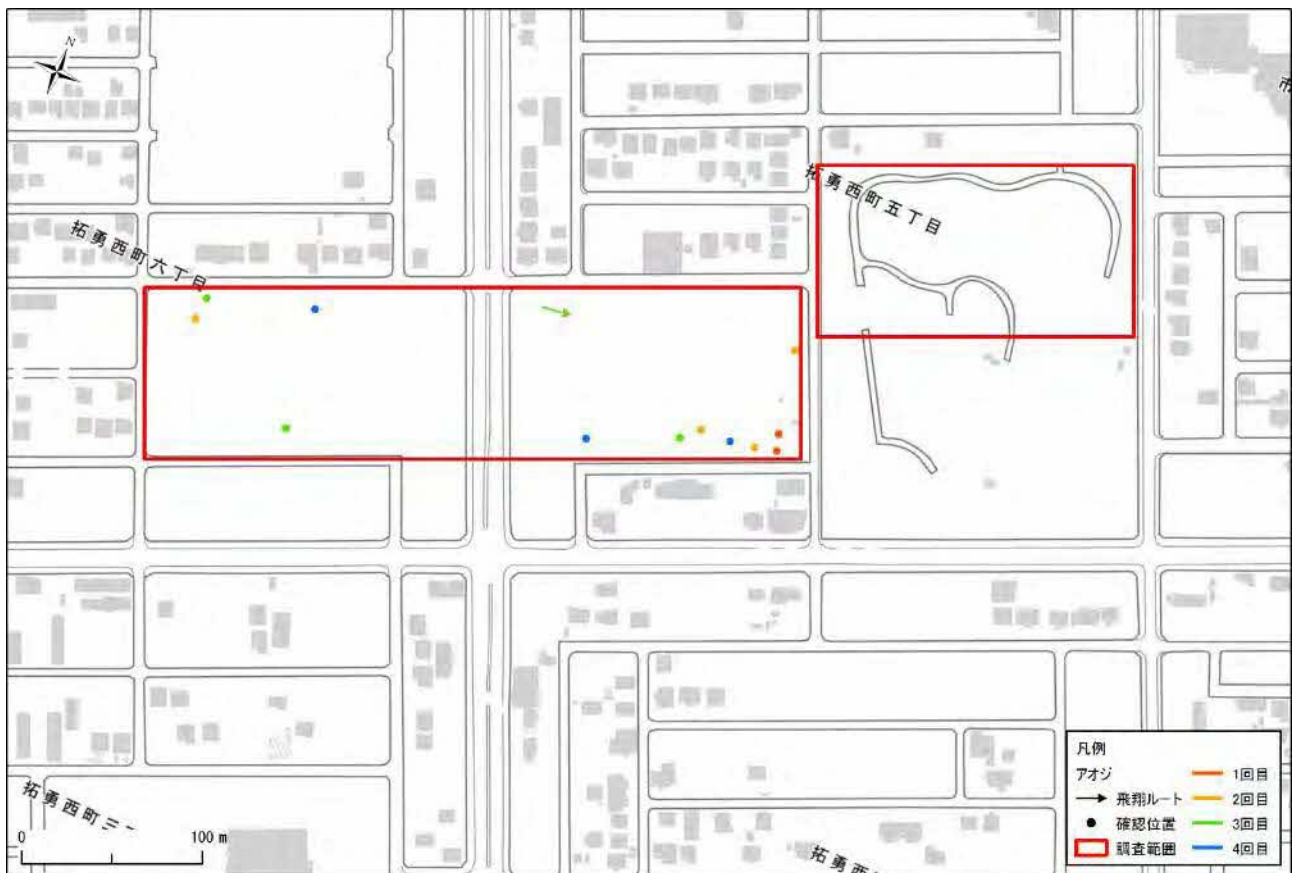 N
市
拓勇西町五丁目
拓勇西町六丁目
拓勇西町三
拓勇西町
0 100 m
凡例
アオジ
飛翔ルート
確認位置
調査範囲
1回目
2回目
3回目
4回目